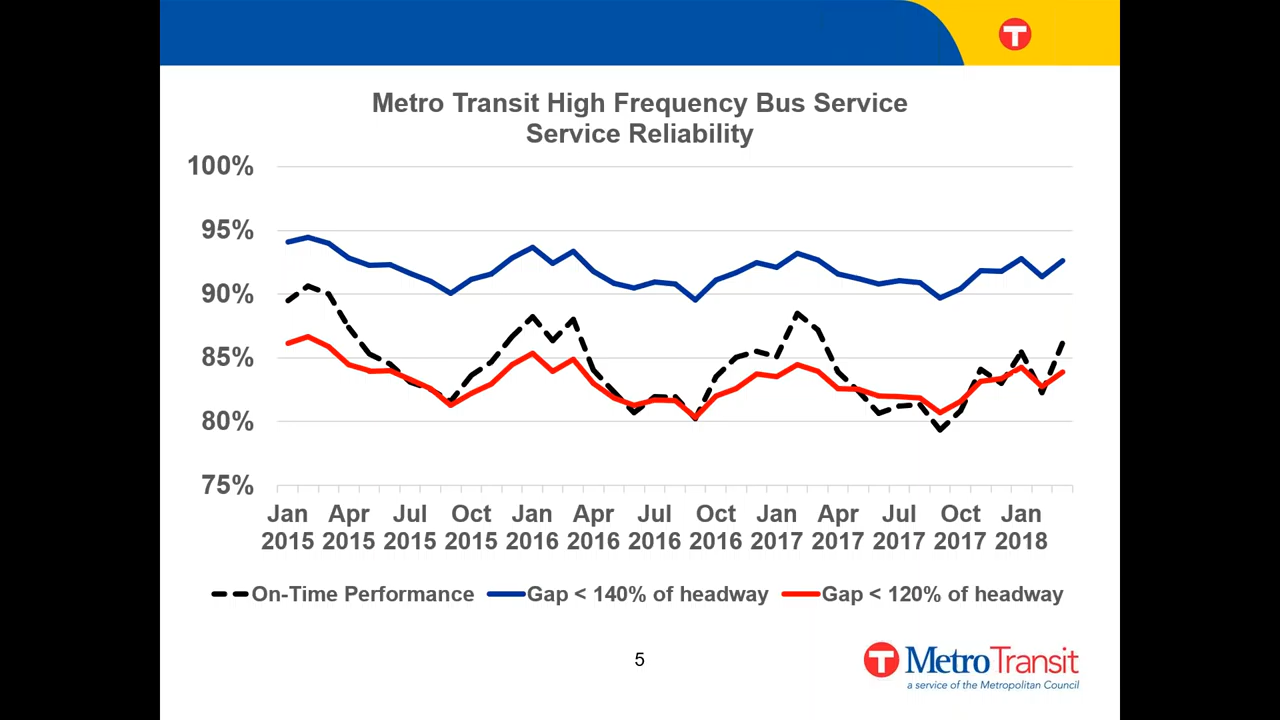 T
Metro Transit High Frequency Bus Service
Service Reliability
100%
95%
90%
85%
80%
75%
Jan Apr Jul Oct Jan Apr Jul Oct Jan Apr Jul Oct Jan
2015 2015 2015 2015 2016 2016 2016 2016 2017 2017 2017 2017 2018
On-Time Performance Gap < 140% of headway Gap < 120% of headway
5
T MetroTransit
a service of the Metropolitan Council